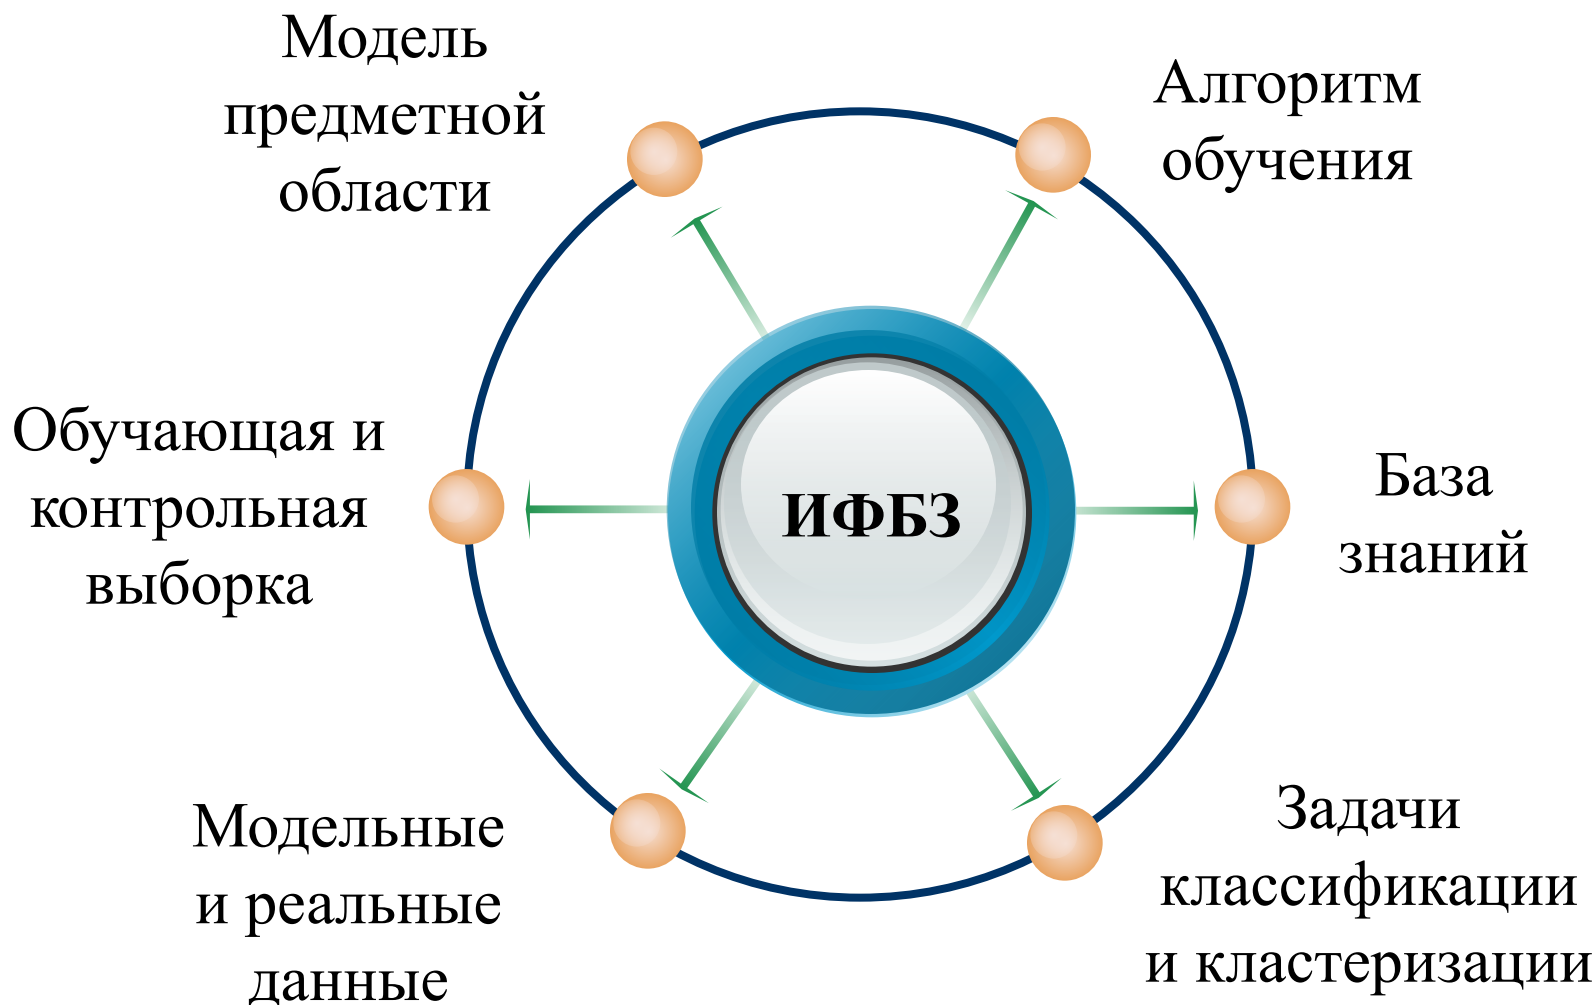 Модель
предметной
области
Алгоритм
обучения
Обучающая и
контрольная
выборка
ИФБЗ
База
знаний
Модельные
и реальные
данные
Задачи
классификации
и кластеризации